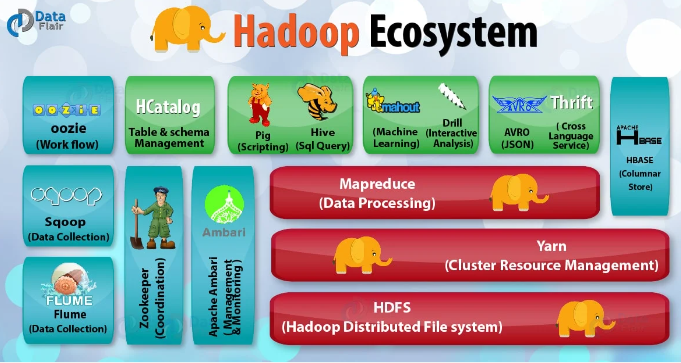 Data
Flair
Hadoop Ecosystem
OOZIE
oozie
(Work flow)
HCatalog
Table & schema
Management
Pig
(Scripting)
Hive
(Sql Query)
mahout
(Machine
Learning)
Drill
(Interactive
Analysis)
AVRO
AVRO
(JSON)
Thrift
( Cross
Language
Service)
APACHE
HBASE
HBASE
(Columnar
Store)
sqoop
Sqoop
(Data Collection)
FLUME
Flume
(Data Collection)
Zookeeper
(Coordination)
Ambari
Apache Ambari
( Management
& Monitoring)
Mapreduce
(Data Processing)
Yarn
(Cluster Resource Management)
HDFS
(Hadoop Distributed File system)